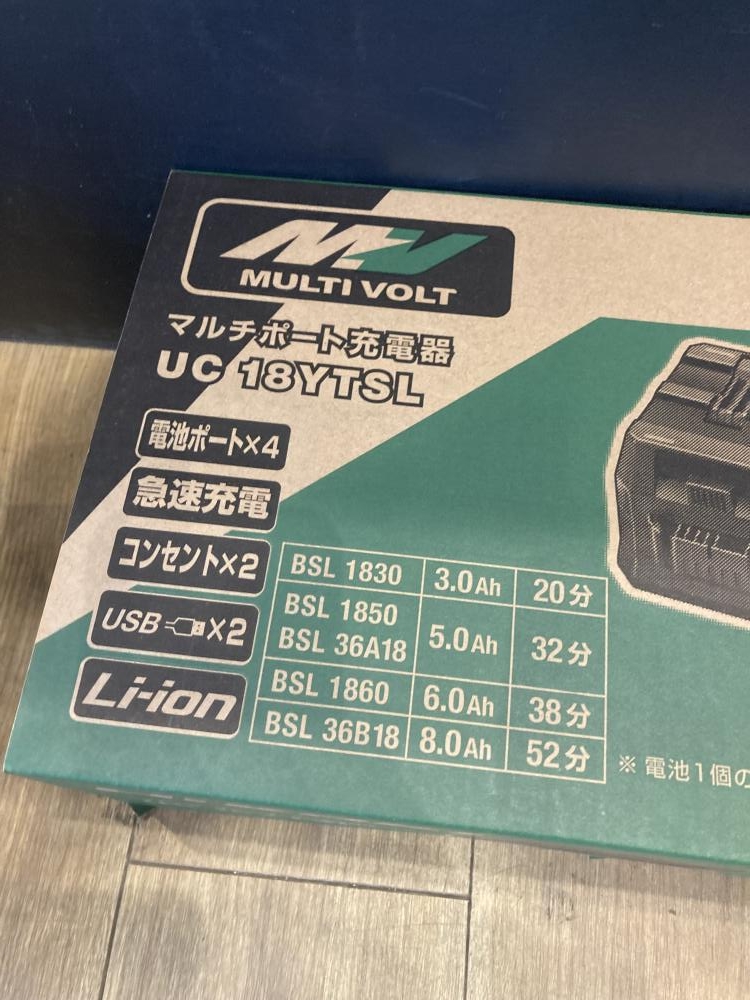 MV
MULTI VOLT
マルチポート充電器
UC 18YTSL
電池ポート×4
急速充電
コンセント×2
USB ×2
Li-ion
BSL 1830 3.0Ah 20分
BSL 1850
BSL 36A18 5.0Ah 32分
BSL 1860 6.0Ah 38分
BSL 36B18 8.0Ah 52分
※ 電池1個の